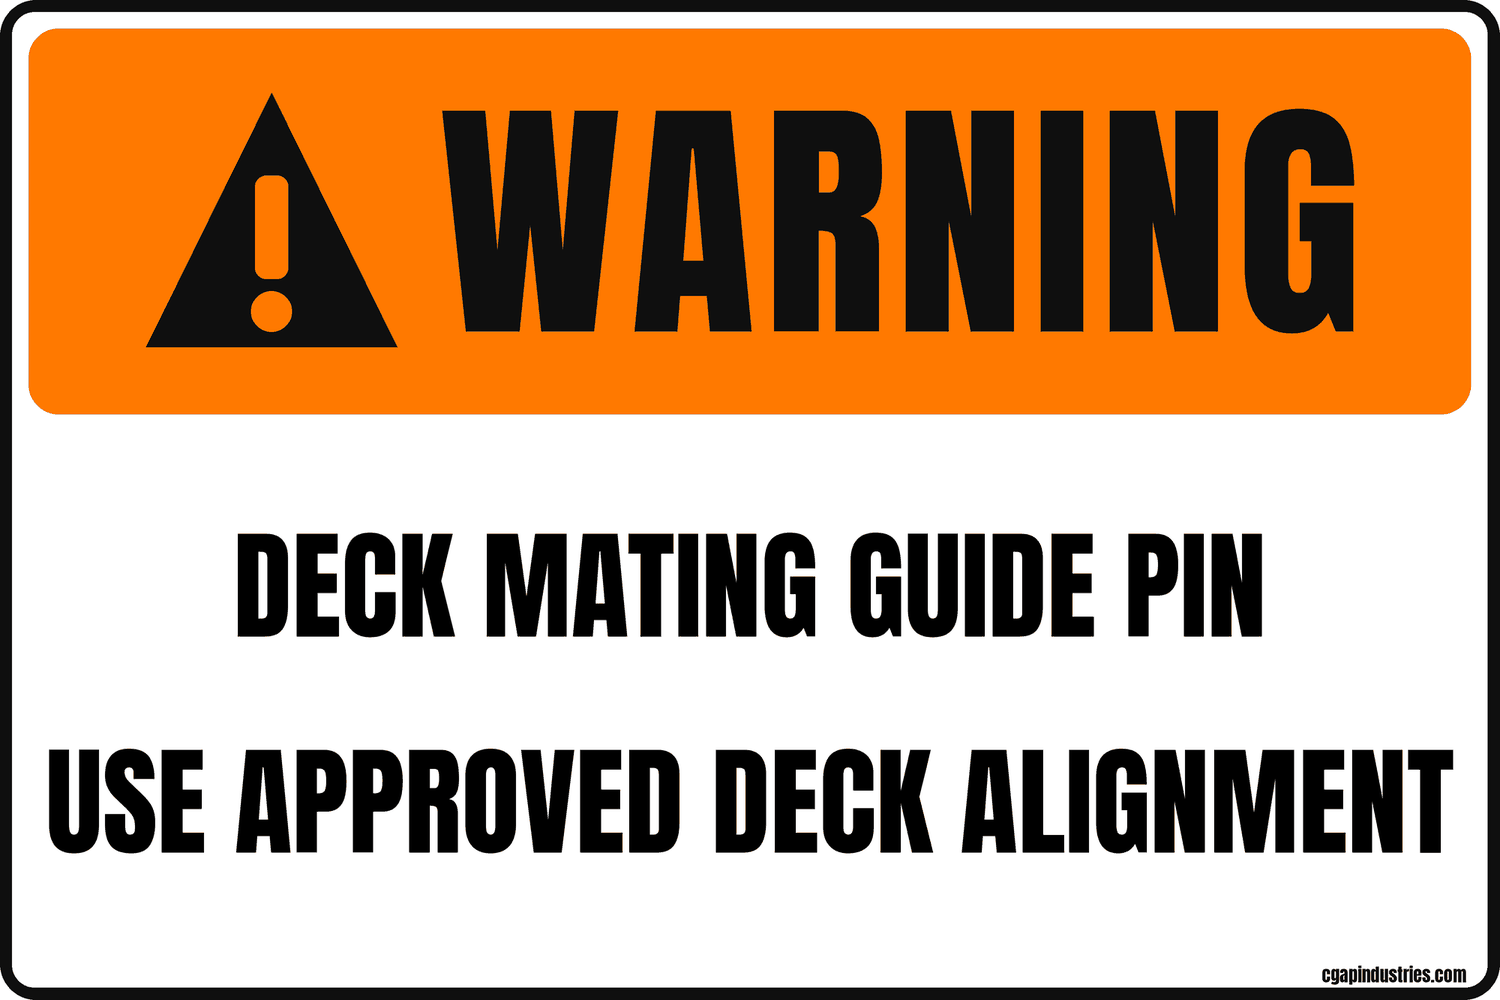 WARNING
DECK MATING GUIDE PIN
USE APPROVED DECK ALIGNMENT
cgapindustries.com